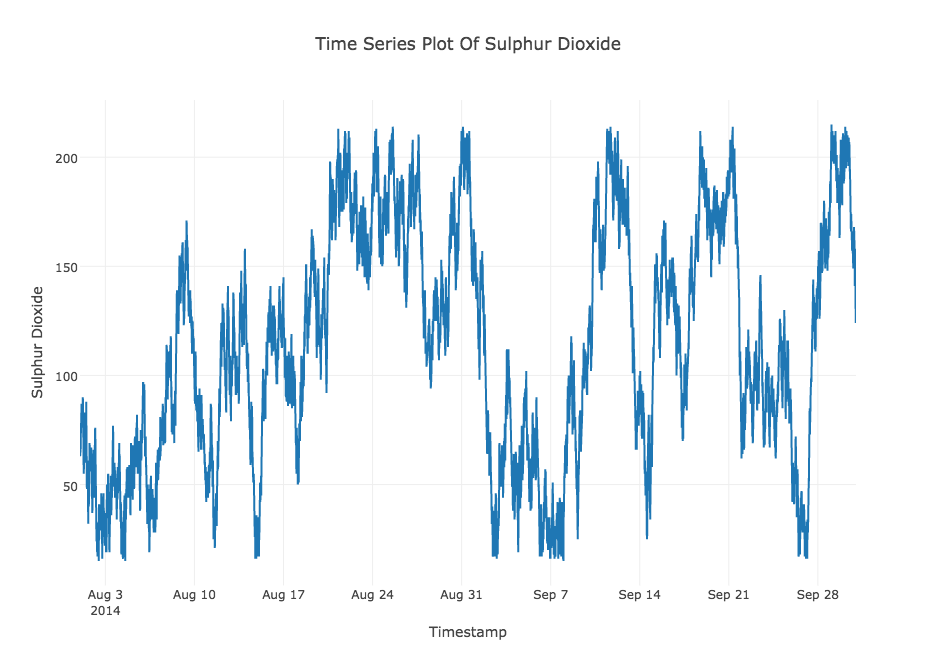 Time Series Plot Of Sulphur Dioxide
Sulphur Dioxide
200
150
100
50
Aug 3 Aug 10 Aug 17 Aug 24 Aug 31 Sep 7 Sep 14 Sep 21 Sep 28
2014
Timestamp